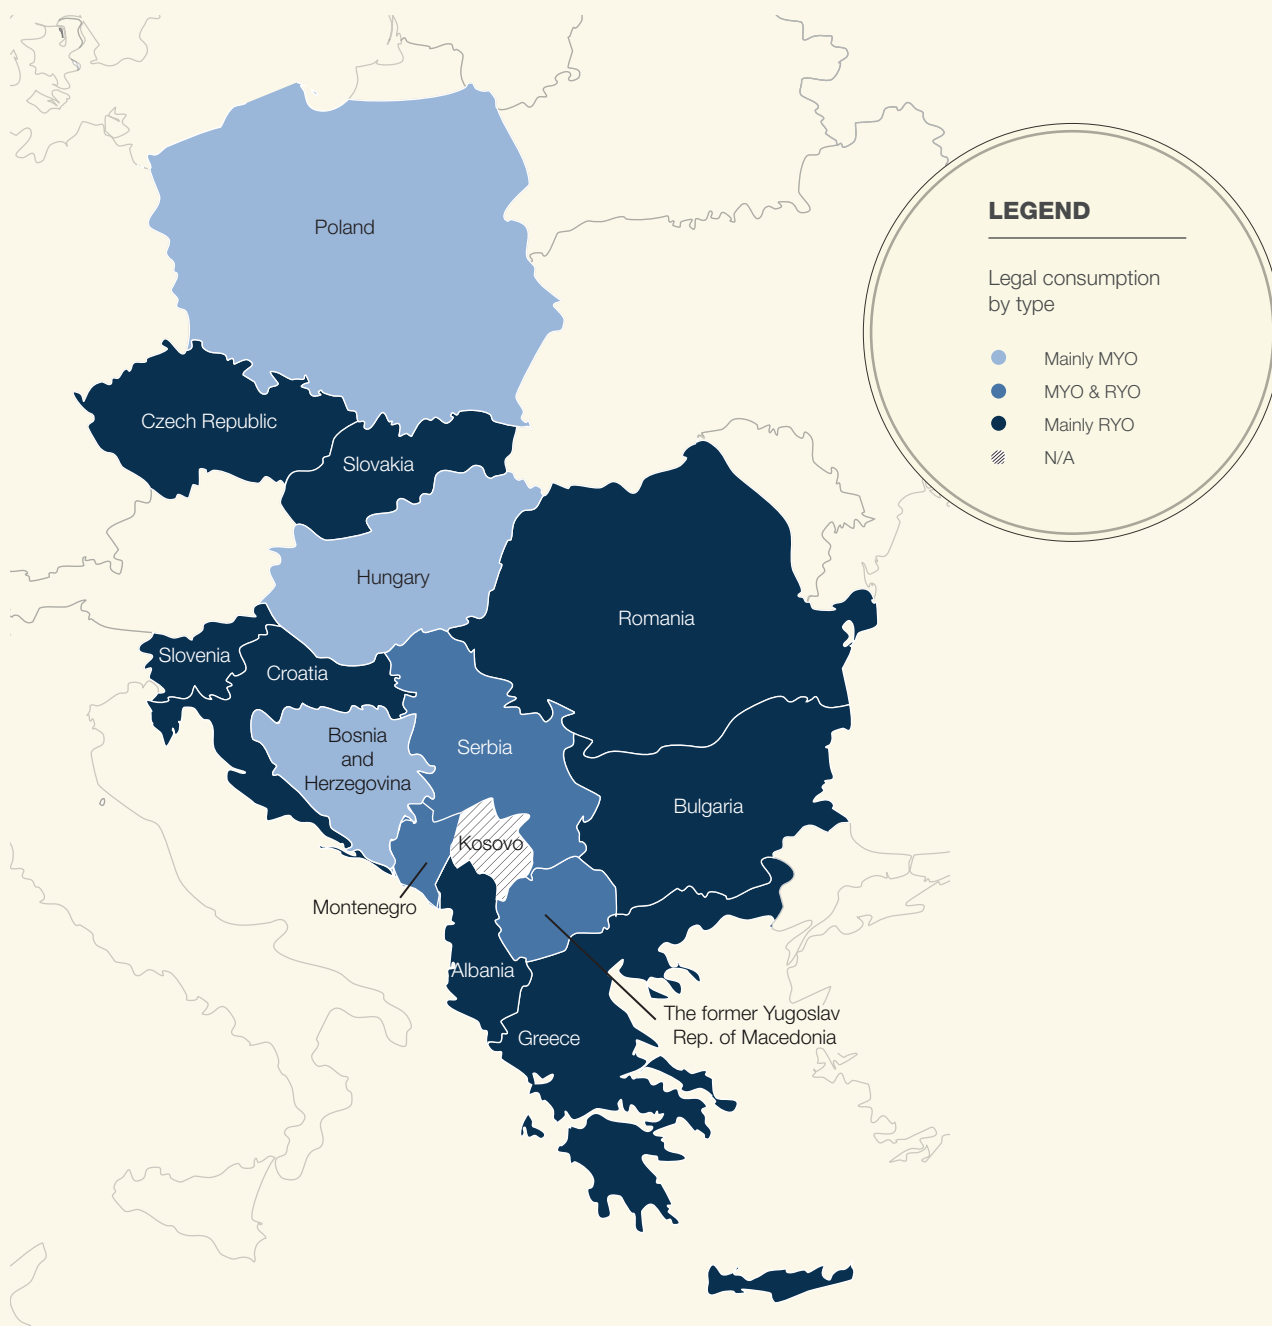 Poland
LEGEND
Legal consumption
by type
Mainly MYO
MYO & RYO
Mainly RYO
N/A
Czech Republic
Slovakia
Hungary
Romania
Slovenia
Croatia
Bosnia
and
Herzegovina
Serbia
Bulgaria
Kosovo
Montenegro
Albania
The former Yugoslav
Rep. of Macedonia
Greece